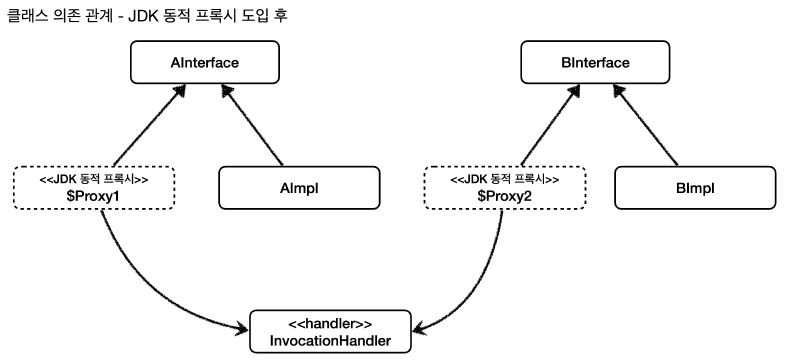 클래스 의존 관계 - JDK 동적 프록시 도입 후
AInterface
BInterface
<<JDK 동적 프록시>>
$Proxy1
AImpl
<<JDK 동적 프록시>>
$Proxy2
BImpl
<<handler>>
InvocationHandler